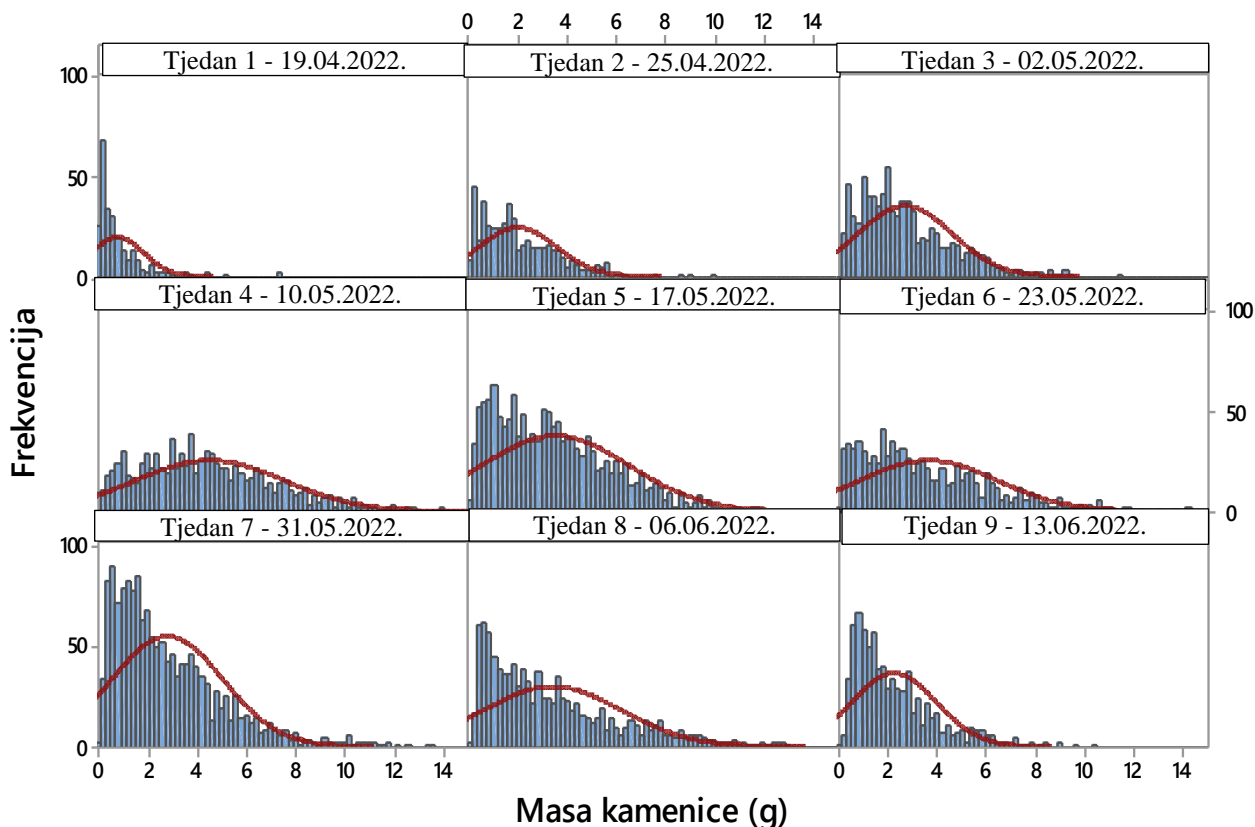 0 2 4 6 8 10 12 14
Tjedan 1 - 19.04.2022.
Tjedan 2 - 25.04.2022.
Tjedan 3 - 02.05.2022.
100
50
0
Tjedan 4 - 10.05.2022.
Tjedan 5 - 17.05.2022.
Tjedan 6 - 23.05.2022.
100
50
0
Frekvencija
Tjedan 7 - 31.05.2022.
Tjedan 8 - 06.06.2022.
Tjedan 9 - 13.06.2022.
100
50
0
0 2 4 6 8 10 12 14
0 2 4 6 8 10 12 14
Masa kamenice (g)